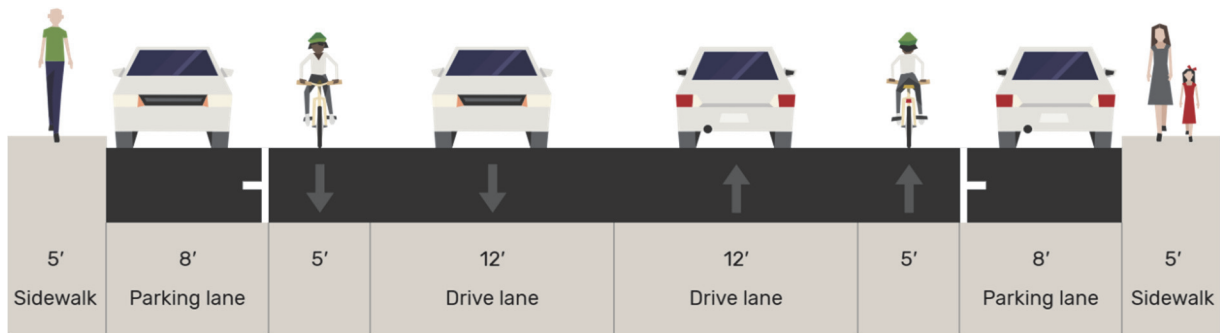 5′ 8′ 5′ 12′ 12′ 5′ 8′ 5′
Sidewalk Parking lane Drive lane Drive lane Parking lane Sidewalk